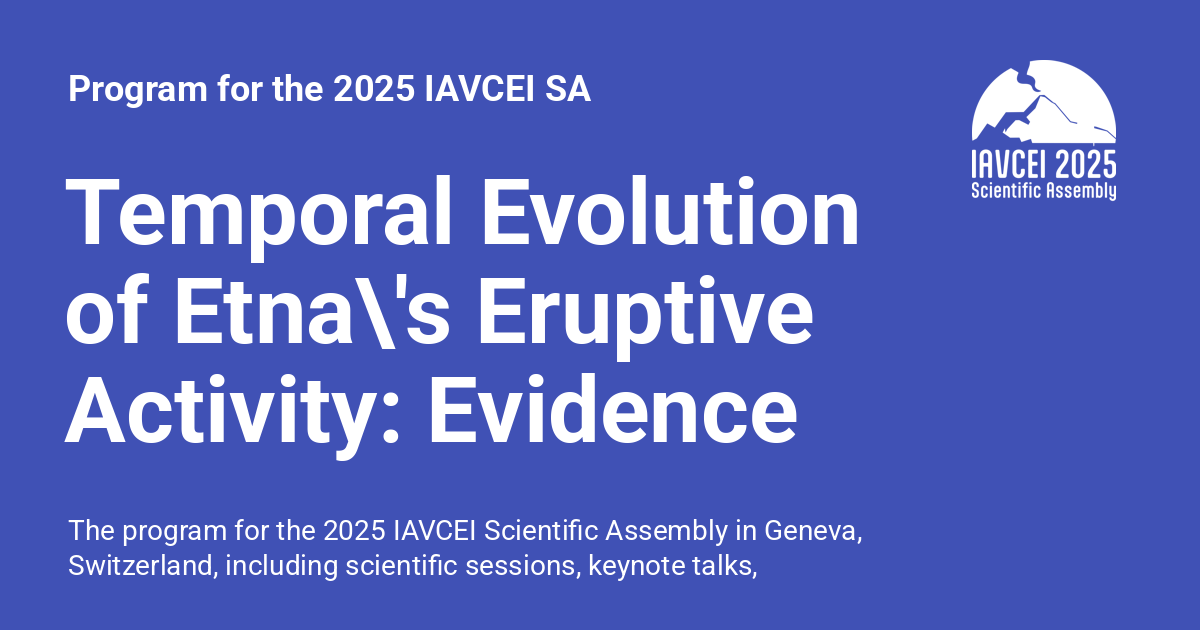 Program for the 2025 IAVCEI SA
IAVCEI 2025
Scientific Assembly
Temporal Evolution
of Etna\'s Eruptive
Activity: Evidence
The program for the 2025 IAVCEI Scientific Assembly in Geneva,
Switzerland, including scientific sessions, keynote talks,